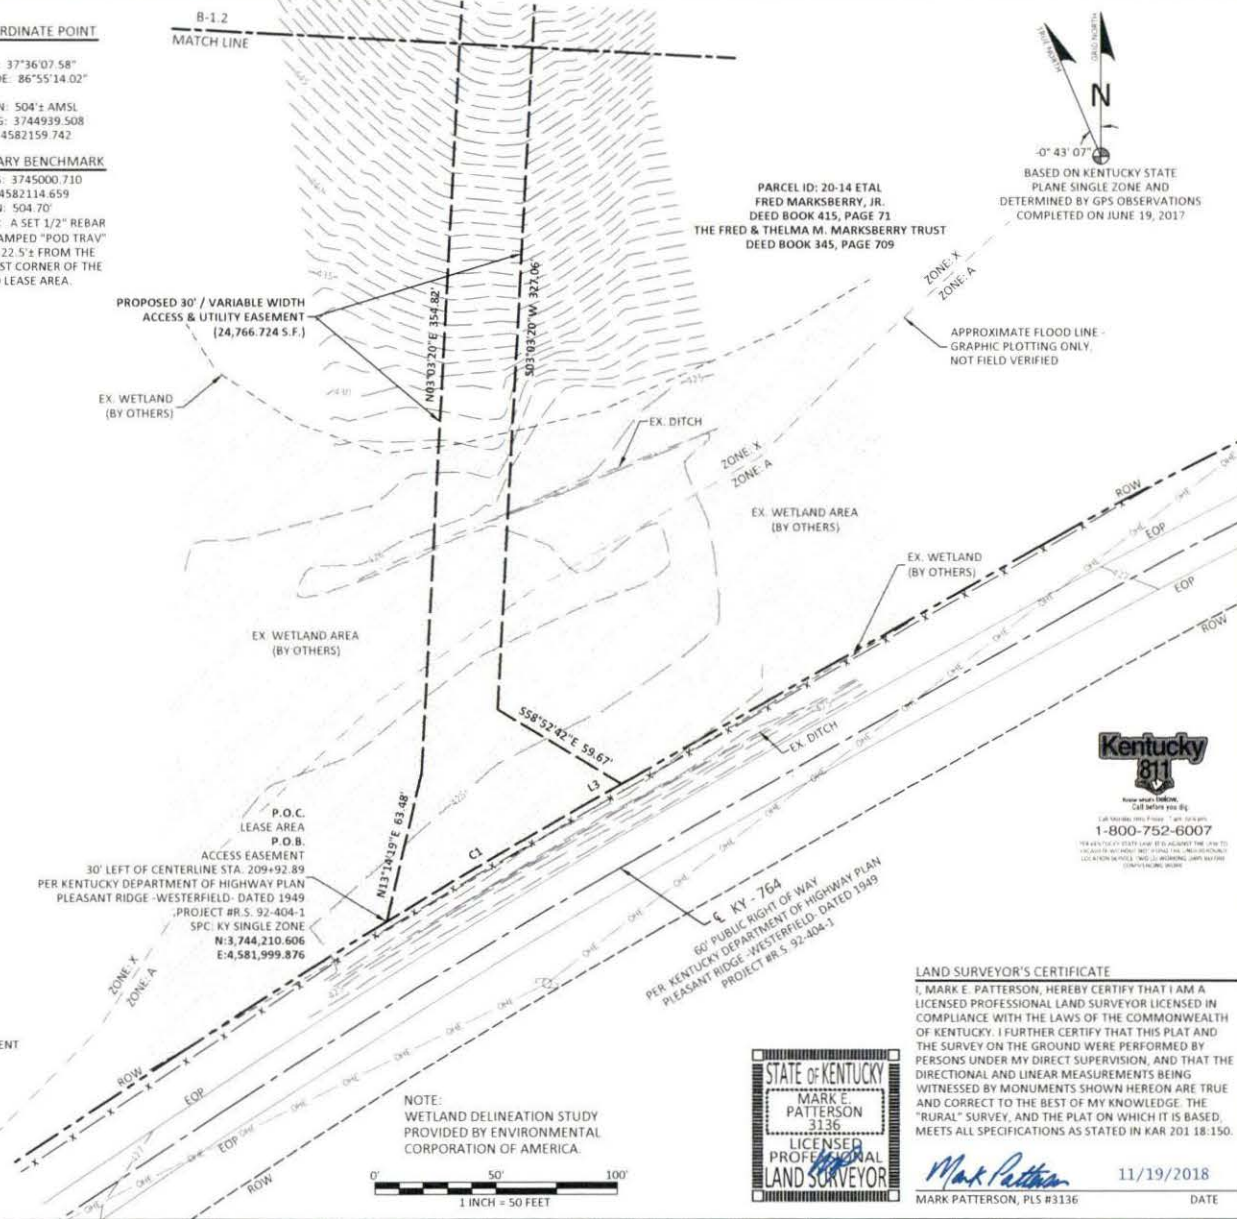 RDINATE POINT
: 37°36'07.58"
DE: 86°55'14.02"
N: 504'± AMSL
G: 3744939.508
4582159.742
ARY BENCHMARK
: 3745000.710
4582114.659
N: 504.70'
: A SET 1/2" REBAR
AMPED "POD TRAV"
22.5'± FROM THE
ST CORNER OF THE
LEASE AREA.
B-1.2
MATCH LINE
TRUE NORTH
GRID NORTH
N
-0° 43' 07"
BASED ON KENTUCKY STATE
PLANE SINGLE ZONE AND
DETERMINED BY GPS OBSERVATIONS
COMPLETED ON JUNE 19, 2017
PARCEL ID: 20-14 ETAL
FRED MARKSBERRY, JR.
DEED BOOK 415, PAGE 71
THE FRED & THELMA M. MARKSBERRY TRUST
DEED BOOK 345, PAGE 709
PROPOSED 30' / VARIABLE WIDTH
ACCESS & UTILITY EASEMENT
(24,766.724 S.F.)
N03°03'20"E 354.82'
S03°03'20"W 327.06'
ZONE: X
ZONE: A
APPROXIMATE FLOOD LINE -
GRAPHIC PLOTTING ONLY,
NOT FIELD VERIFIED
EX. WETLAND
(BY OTHERS)
EX. DITCH
ZONE: X
ZONE: A
EX. WETLAND AREA
(BY OTHERS)
EX. WETLAND
(BY OTHERS)
ROW
EOP
EOP
ROW
EX. WETLAND AREA
(BY OTHERS)
S58°52'42"E 59.67'
L3
C1
EX. DITCH
N13°14'19"E 63.48'
P.O.C.
LEASE AREA
P.O.B.
ACCESS EASEMENT
30' LEFT OF CENTERLINE STA. 209+92.89
PER KENTUCKY DEPARTMENT OF HIGHWAY PLAN
PLEASANT RIDGE -WESTERFIELD- DATED 1949
PROJECT #R.S. 92-404-1
SPC: KY SINGLE ZONE
N:3,744,210.606
E:4,581,999.876
Kentucky
811
Know what's below.
Call before you dig.
1-800-752-6007
℄ KY - 764
60' PUBLIC RIGHT OF WAY
PER KENTUCKY DEPARTMENT OF HIGHWAY PLAN
PLEASANT RIDGE -WESTERFIELD- DATED 1949
PROJECT #R.S. 92-404-1
ZONE: X
ZONE: A
ENT
ROW
EOP
EOP
ROW
NOTE:
WETLAND DELINEATION STUDY
PROVIDED BY ENVIRONMENTAL
CORPORATION OF AMERICA.
0' 50' 100'
1 INCH = 50 FEET
STATE OF KENTUCKY
MARK E.
PATTERSON
3136
LICENSED
PROFESSIONAL
LAND SURVEYOR
LAND SURVEYOR'S CERTIFICATE
I, MARK E. PATTERSON, HEREBY CERTIFY THAT I AM A
LICENSED PROFESSIONAL LAND SURVEYOR LICENSED IN
COMPLIANCE WITH THE LAWS OF THE COMMONWEALTH
OF KENTUCKY. I FURTHER CERTIFY THAT THIS PLAT AND
THE SURVEY ON THE GROUND WERE PERFORMED BY
PERSONS UNDER MY DIRECT SUPERVISION, AND THAT THE
DIRECTIONAL AND LINEAR MEASUREMENTS BEING
WITNESSED BY MONUMENTS SHOWN HEREON ARE TRUE
AND CORRECT TO THE BEST OF MY KNOWLEDGE. THE
"RURAL" SURVEY, AND THE PLAT ON WHICH IT IS BASED,
MEETS ALL SPECIFICATIONS AS STATED IN KAR 201 18:150.
Mark Patterson 11/19/2018
MARK PATTERSON, PLS #3136 DATE